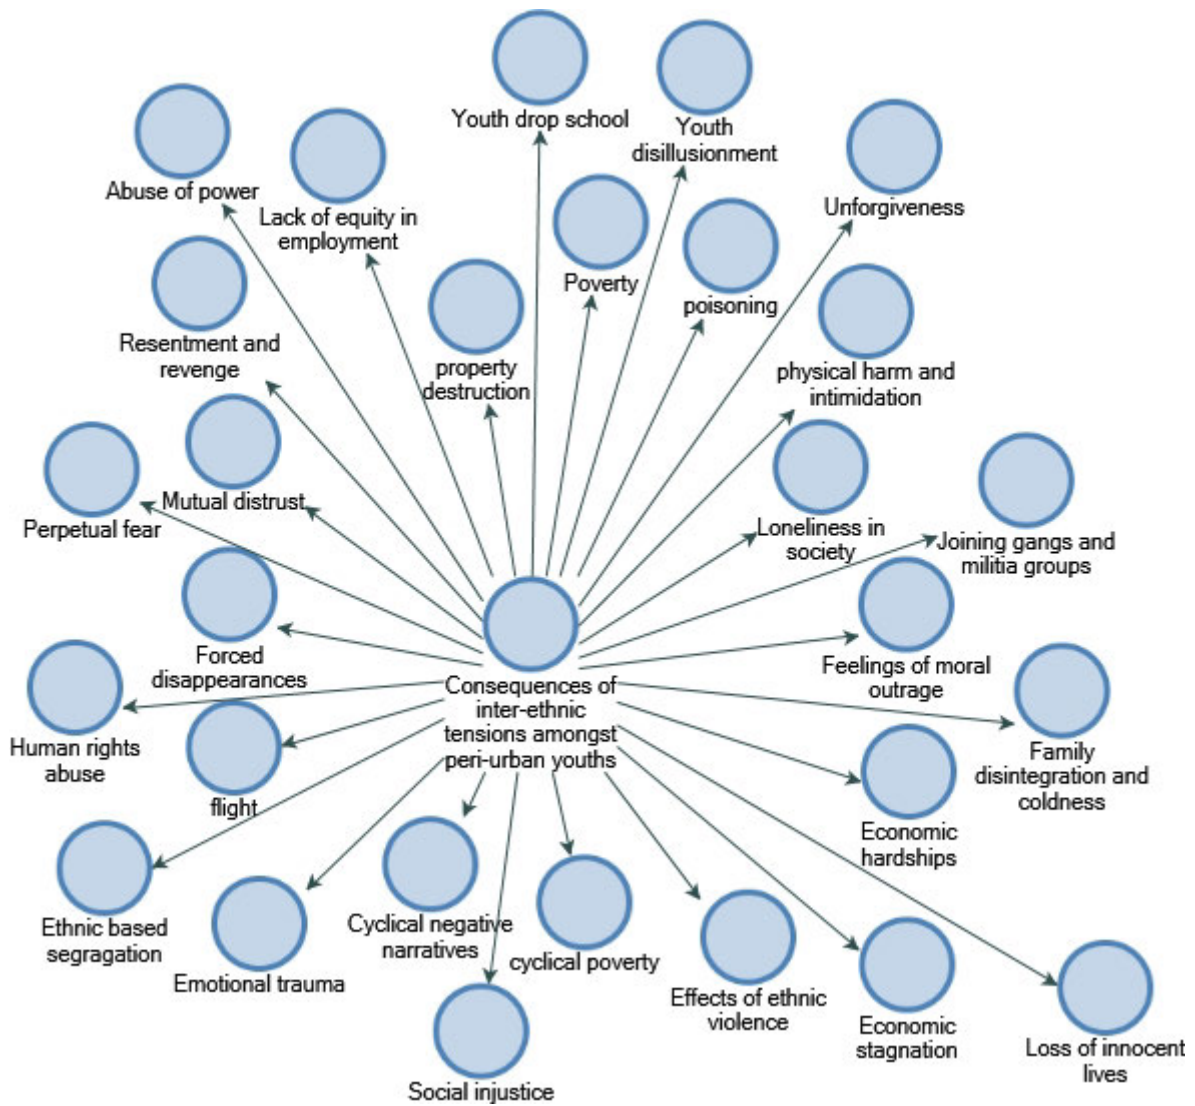 Youth drop school
Youth
disillusionment
Abuse of power
Lack of equity in
employment
Unforgiveness
Poverty
poisoning
Resentment and
revenge
property
destruction
physical harm and
intimidation
Mutual distrust
Perpetual fear
Loneliness in
society
Joining gangs and
militia groups
Forced
disappearances
Feelings of moral
outrage
Consequences of
inter-ethnic
tensions amongst
peri-urban youths
Human rights
abuse
flight
Family
disintegration and
coldness
Economic
hardships
Ethnic based
segragation
Emotional trauma
Cyclical negative
narratives
cyclical poverty
Effects of ethnic
violence
Economic
stagnation
Loss of innocent
lives
Social injustice